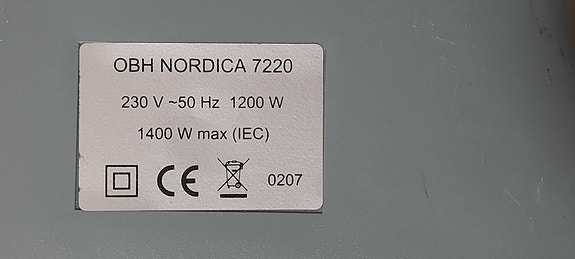 OBH NORDICA 7220
230 V ~50 Hz 1200 W
1400 W max (IEC)
CE 0207